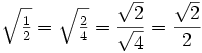 √(1/2) = √(2/4) = √2/√4 = √2/2